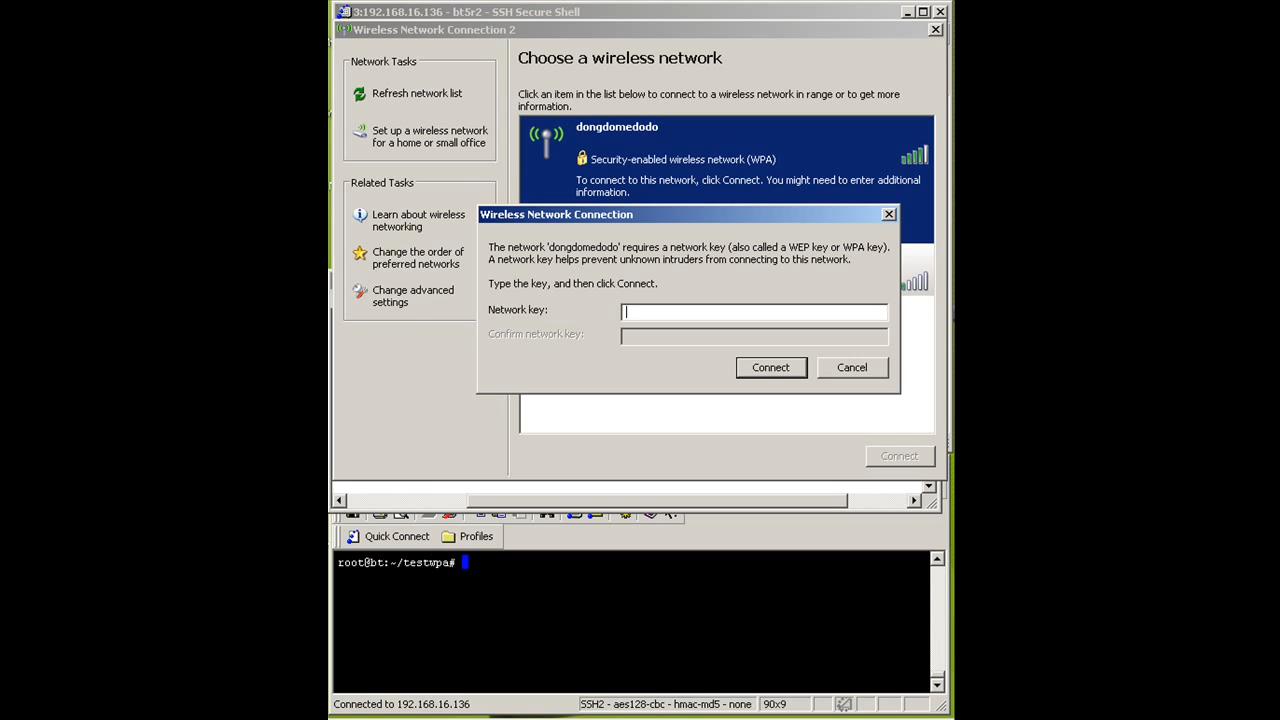 3:192.168.16.136 - bt5r2 - SSH Secure Shell
Wireless Network Connection 2
Network Tasks
Refresh network list
Set up a wireless network
for a home or small office
Related Tasks
Learn about wireless
networking
Change the order of
preferred networks
Change advanced
settings
Choose a wireless network
Click an item in the list below to connect to a wireless network in range or to get more
information.
dongdomedodo
Security-enabled wireless network (WPA)
To connect to this network, click Connect. You might need to enter additional
information.
Wireless Network Connection
The network 'dongdomedodo' requires a network key (also called a WEP key or WPA key).
A network key helps prevent unknown intruders from connecting to this network.
Type the key, and then click Connect.
Network key:
Confirm network key:
Connect
Cancel
Connect
Quick Connect
Profiles
root@bt:~/testwpa#
Connected to 192.168.16.136
SSH2 - aes128-cbc - hmac-md5 - none
90x9